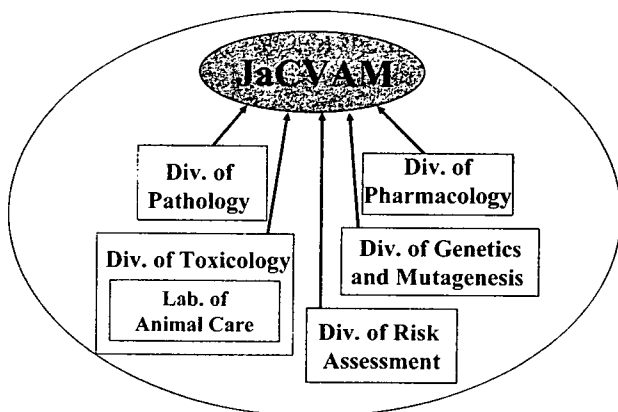 JaCVAM
Div. of
Pathology
Div. of
Pharmacology
Div. of Toxicology
Lab. of
Animal Care
Div. of Genetics
and Mutagenesis
Div. of Risk
Assessment